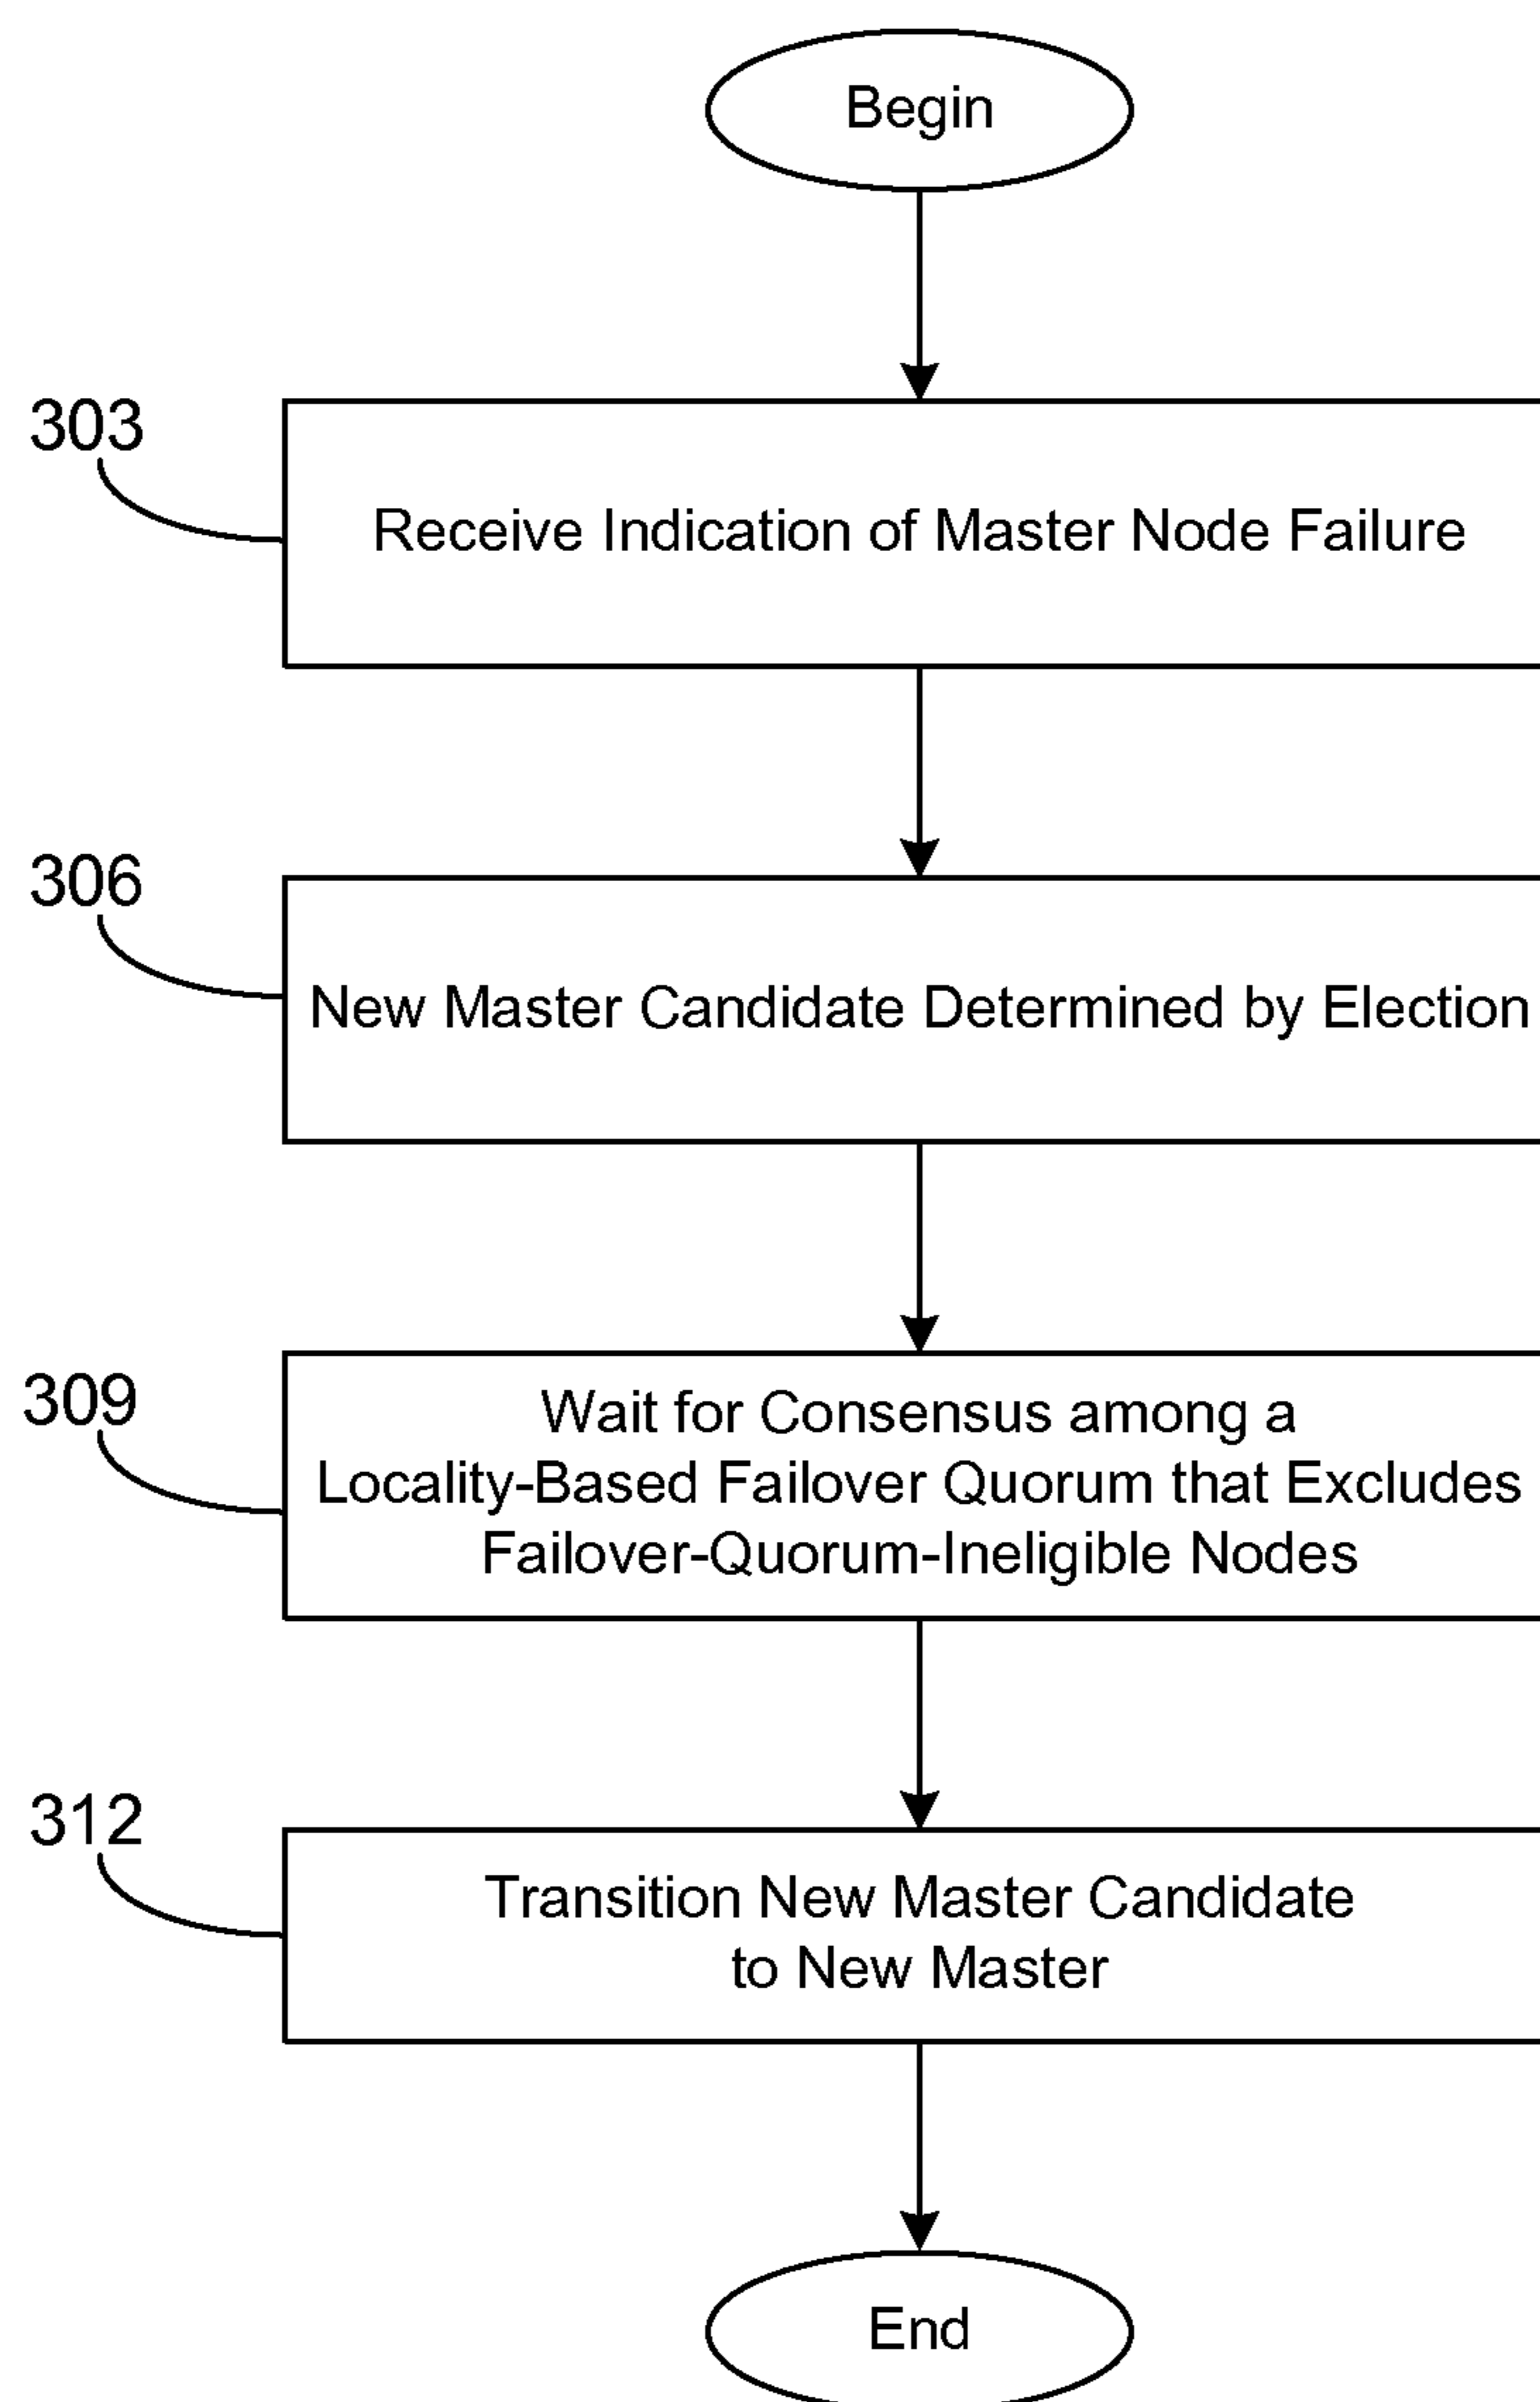 Begin
303
Receive Indication of Master Node Failure
306
New Master Candidate Determined by Election
309
Wait for Consensus among a
Locality-Based Failover Quorum that Excludes
Failover-Quorum-Ineligible Nodes
312
Transition New Master Candidate
to New Master
End